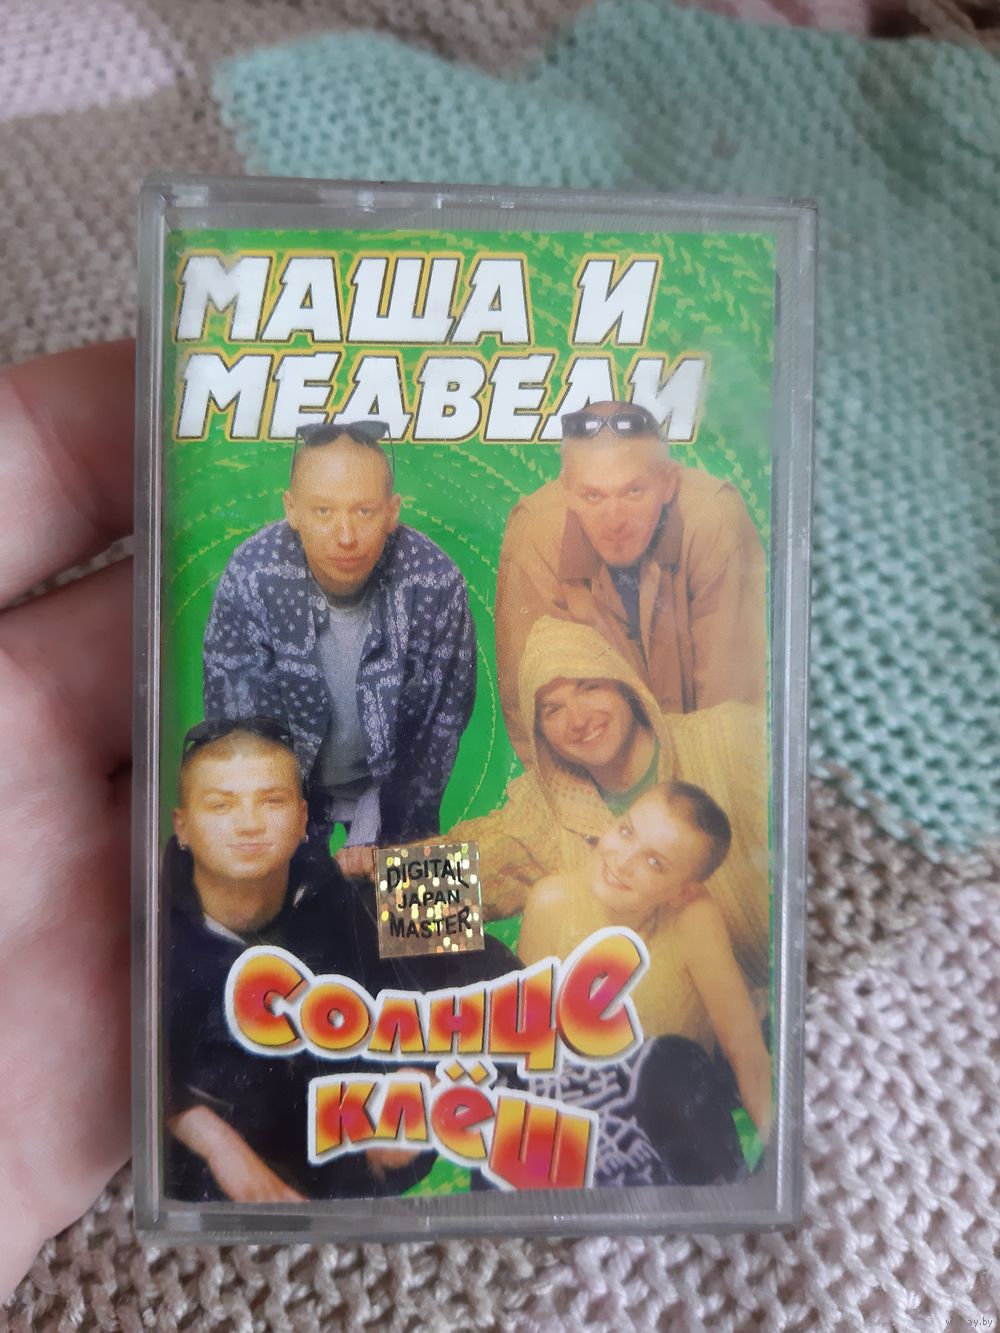 МАША И
МЕДВЕДИ
DIGITAL
JAPAN
MASTER
СОЛНЦЕ
КЛЁШ